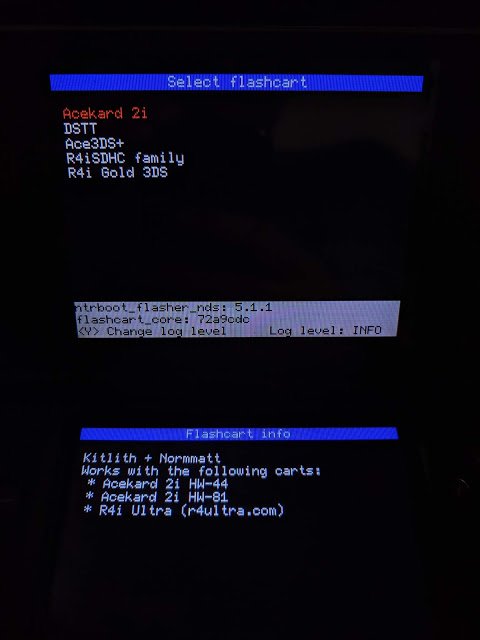 Select flashcart
Acekard 2i
DSTT
Ace3DS+
R4iSDHC family
R4i Gold 3DS
ntrboot_flasher_nds: 5.1.1
flashcart_core: 72a9cdc
<Y> Change log level Log level: INFO
Flashcart info
Kitlith + Normmatt
Works with the following carts:
* Acekard 2i HW-44
* Acekard 2i HW-81
* R4i Ultra (r4ultra.com)